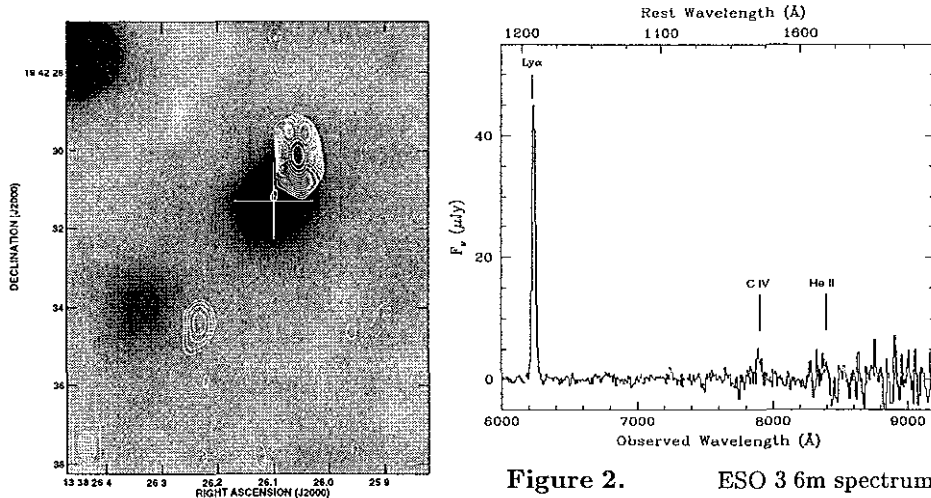 19 42 28
30
32
34
36
38
DECLINATION (J2000)
13 38 26 4
26.3
26.2
26.1
26.0
25.9
RIGHT ASCENSION (J2000)
Rest Wavelength (Å)
1200
1100
1500
1600
Lyα
C IV
He II
40
20
0
F_ν (μJy)
6000
7000
8000
9000
Observed Wavelength (Å)
Figure 2. ESO 3 6m spectrum